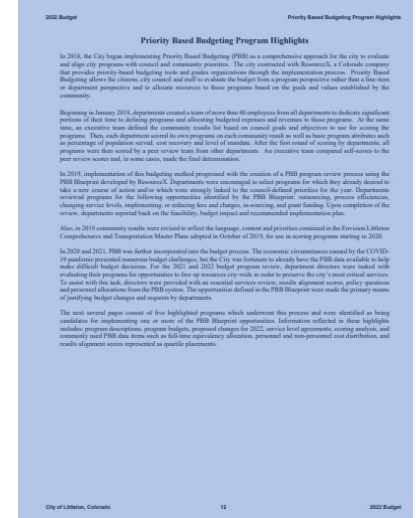 2022 Budget
Priority Based Budgeting Program Highlights
Priority Based Budgeting Program Highlights
In 2018, the City began implementing Priority Based Budgeting (PBB) as a comprehensive approach for the city to evaluate
and align city programs with council and community priorities. The city contracted with ResourceX, a Colorado company
that provides priority-based budgeting tools and guides organizations through the implementation process. Priority Based
Budgeting allows the citizens, city council and staff to evaluate the budget from a program perspective rather than a line-item
or department perspective and to allocate resources to those programs based on the goals and values established by the
community.
Beginning in January 2018, departments created a team of more than 40 employees from all departments to dedicate significant
portions of their time to defining programs and allocating budgeted expenses and revenues to those programs. At the same
time, an executive team defined the community results list based on council goals and objectives to use for scoring the
programs. Then, each department scored its own programs on each community result as well as basic program attributes such
as percentage of population served, cost recovery and level of mandate. After the first round of scoring by departments, all
programs were then scored by a peer review team from other departments. An executive team compared self-scores to the
peer review scores and, in some cases, made the final determination.
In 2019, implementation of this budgeting method progressed with the creation of a PBB program review process using the
PBB Blueprint developed by ResourceX. Departments were encouraged to select programs for which they already desired to
take a new course of action and/or which were strongly linked to the council-defined priorities for the year. Departments
reviewed programs for the following opportunities identified by the PBB Blueprint: outsourcing, process efficiencies,
changing service levels, implementing, or reducing fees and charges, in-sourcing, and grant funding. Upon completion of the
review, departments reported back on the feasibility, budget impact and recommended implementation plan.
Also, in 2019 community results were revised to reflect the language, content and priorities contained in the Envision Littleton
Comprehensive and Transportation Master Plans adopted in October of 2019, for use in scoring programs starting in 2020.
In 2020 and 2021, PBB was further incorporated into the budget process. The economic circumstances caused by the COVID-
19 pandemic presented numerous budget challenges, but the City was fortunate to already have the PBB data available to help
make difficult budget decisions. For the 2021 and 2022 budget program review, department directors were tasked with
evaluating their programs for opportunities to free up resources city-wide in order to preserve the city's most critical services.
To assist with this task, directors were provided with an essential services review, results alignment scores, policy questions
and personnel allocations from the PBB system. The opportunities defined in the PBB Blueprint were made the primary means
of justifying budget changes and requests by departments.
The next several pages consist of five highlighted programs which underwent this process and were identified as being
candidates for implementing one or more of the PBB Blueprint opportunities. Information reflected in these highlights
includes: program descriptions, program budgets, proposed changes for 2022, service level agreements, scoring analysis, and
commonly used PBB data items such as full-time equivalency allocation, personnel and non-personnel cost distribution, and
results alignment scores represented as quartile placements.
City of Littleton, Colorado
12
2022 Budget